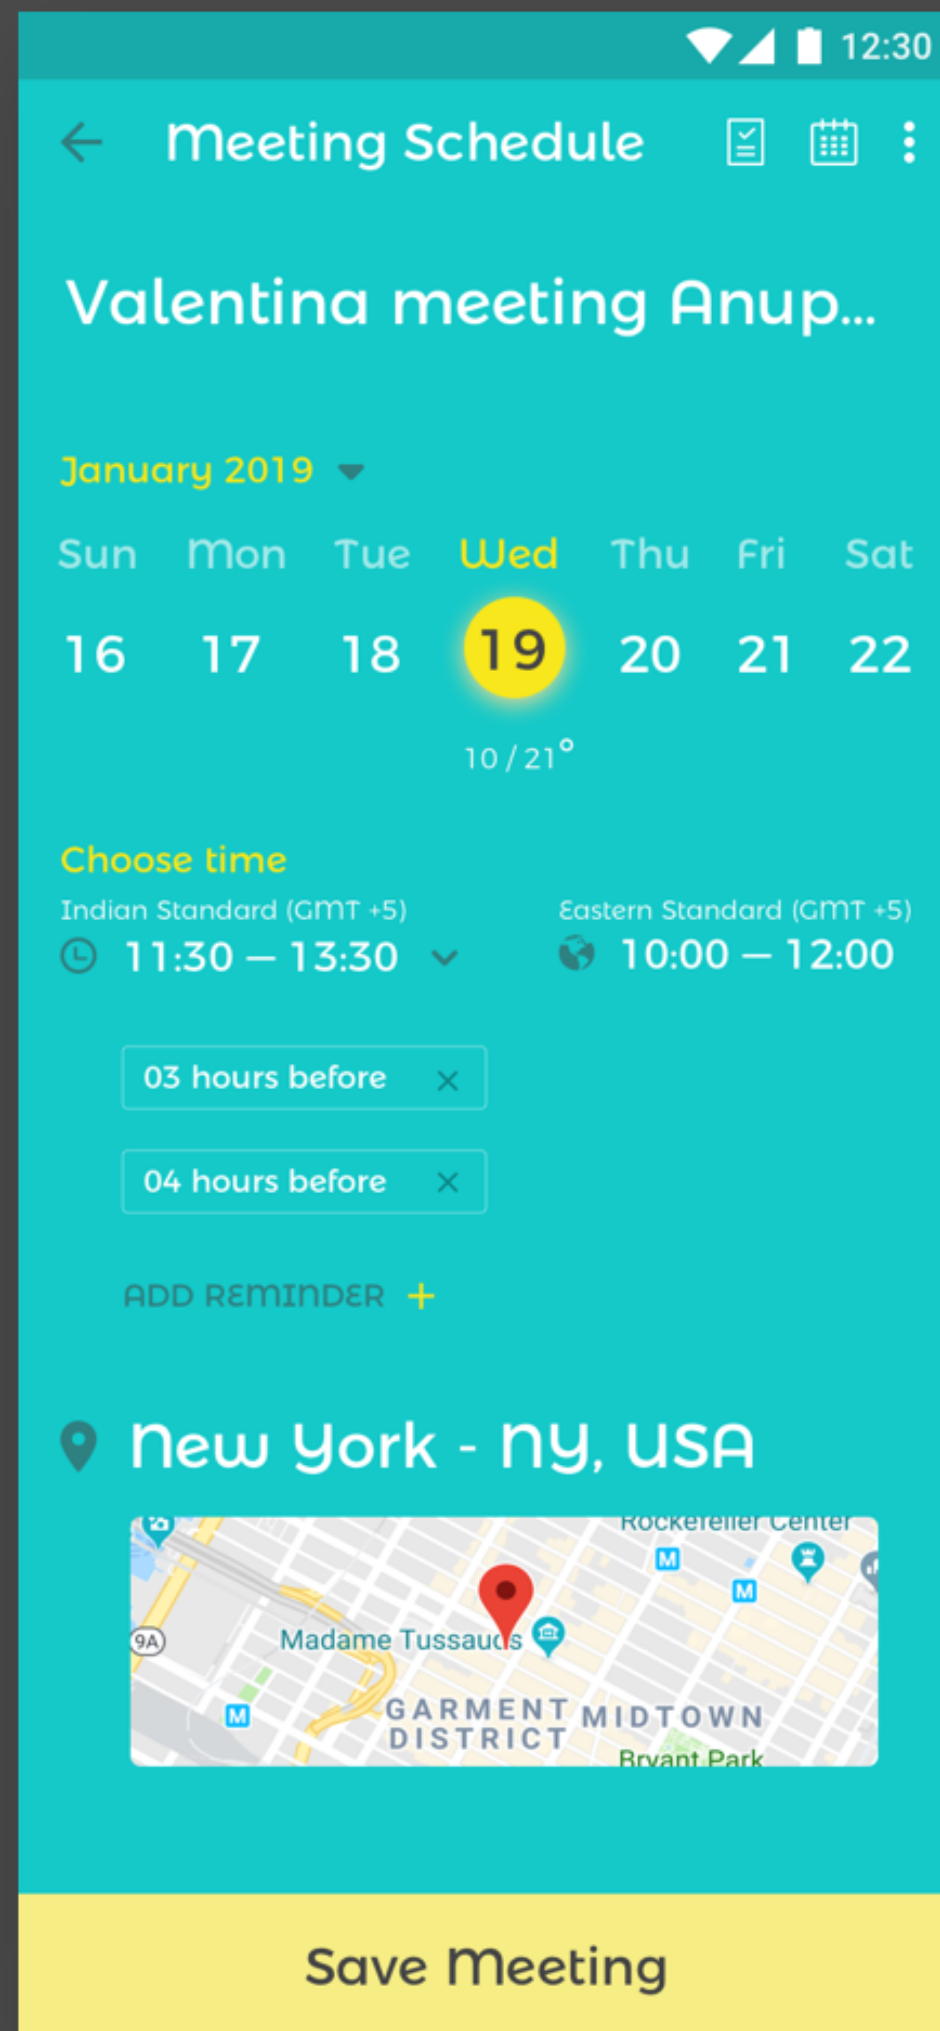 12:30
Meeting Schedule
Valentina meeting Anup...
January 2019
Sun Mon Tue Wed Thu Fri Sat
16 17 18 19 20 21 22
10 / 21°
Choose time
Indian Standard (GMT +5) Eastern Standard (GMT +5)
11:30 — 13:30 10:00 — 12:00
03 hours before
04 hours before
ADD REMINDER +
New York - NY, USA
Rockefeller Center
M
M
Madame Tussauds
9A
GARMENT MIDTOWN
M
DISTRICT
Bryant Park
Save Meeting